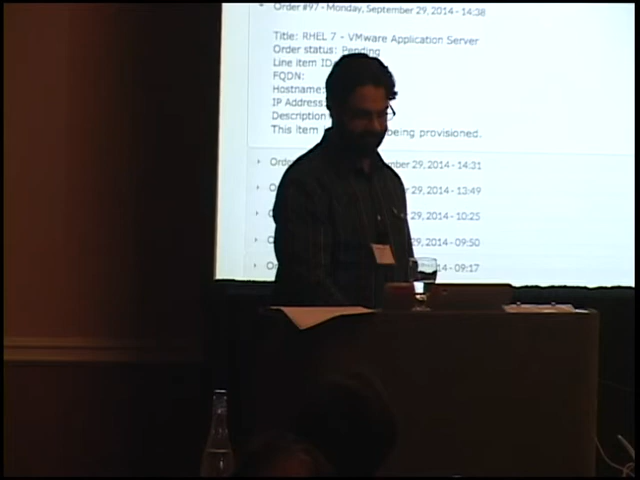 Order #97 - Monday, September 29, 2014 - 14:38
Title: RHEL 7 - VMware Application Server
Order status: Pending
Line item ID
FQDN:
Hostname:
IP Address:
Description
This item being provisioned.
Orde mber 29, 2014 - 14:31
29, 2014 - 13:49
29, 2014 - 10:25
29, 2014 - 09:50
014 - 09:17